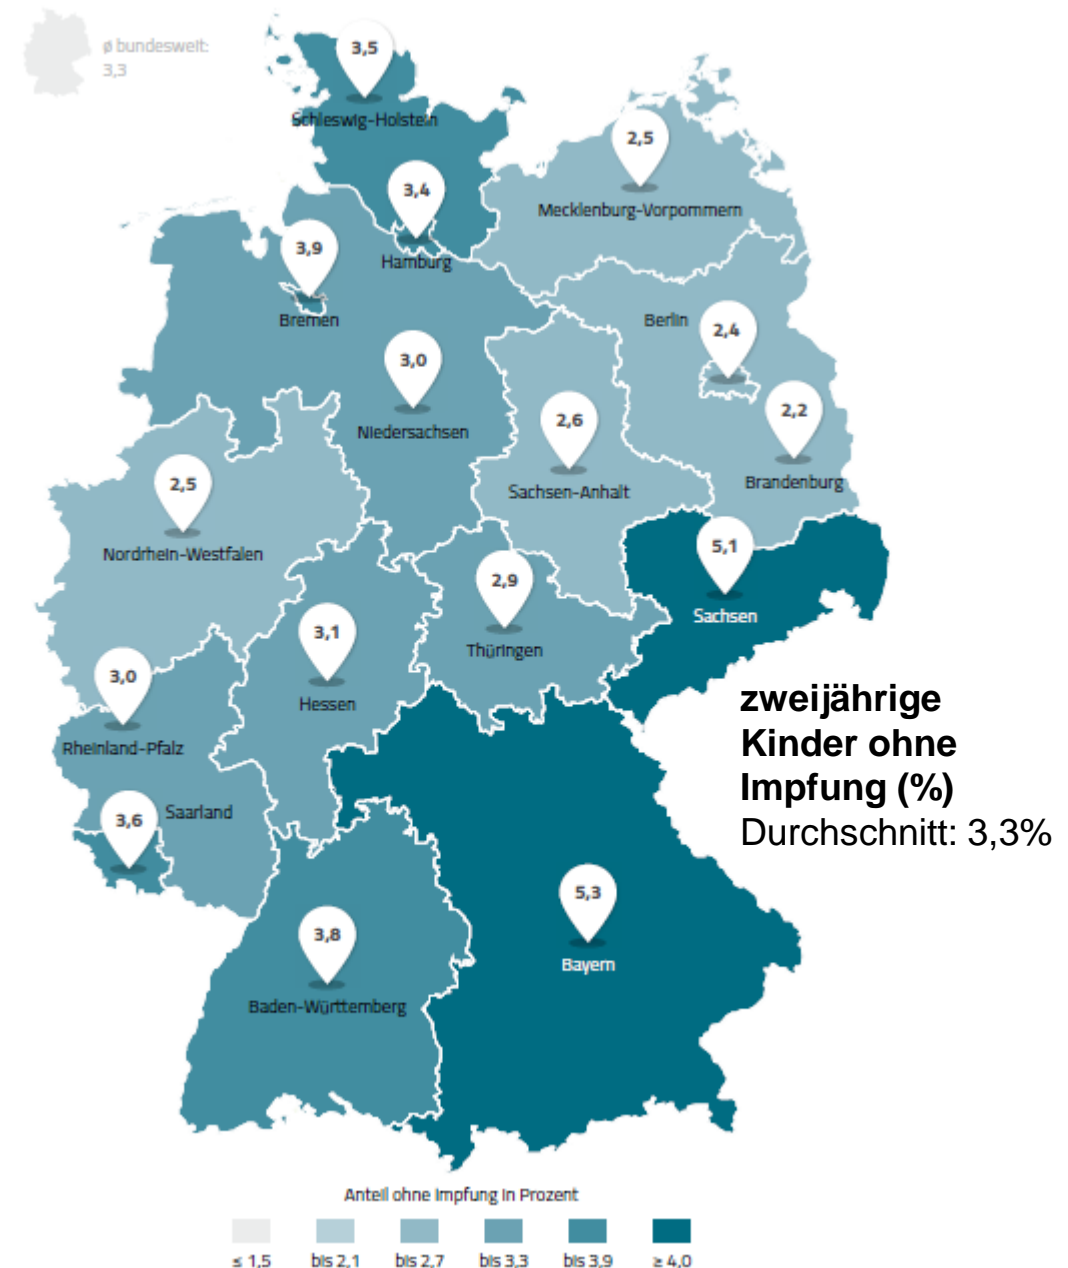 ø bundesweit:
3,3
3,5
Schleswig-Holstein
2,5
Mecklenburg-Vorpommern
3,4
Hamburg
3,9
Bremen
Berlin
2,4
3,0
Niedersachsen
2,6
Sachsen-Anhalt
2,2
Brandenburg
2,5
Nordrhein-Westfalen
5,1
Sachsen
2,9
Thüringen
3,1
Hessen
3,0
Rheinland-Pfalz
zweijährige
Kinder ohne
Impfung (%)
Durchschnitt: 3,3%
3,6
Saarland
5,3
Bayern
3,8
Baden-Württemberg
Anteil ohne Impfung in Prozent
≤ 1,5 bis 2,1 bis 2,7 bis 3,3 bis 3,9 ≥ 4,0